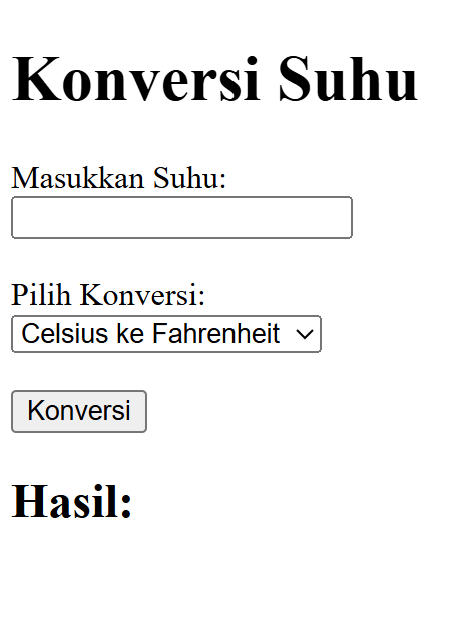 Konversi Suhu
Masukkan Suhu:
Pilih Konversi:
Celsius ke Fahrenheit
Konversi
Hasil: